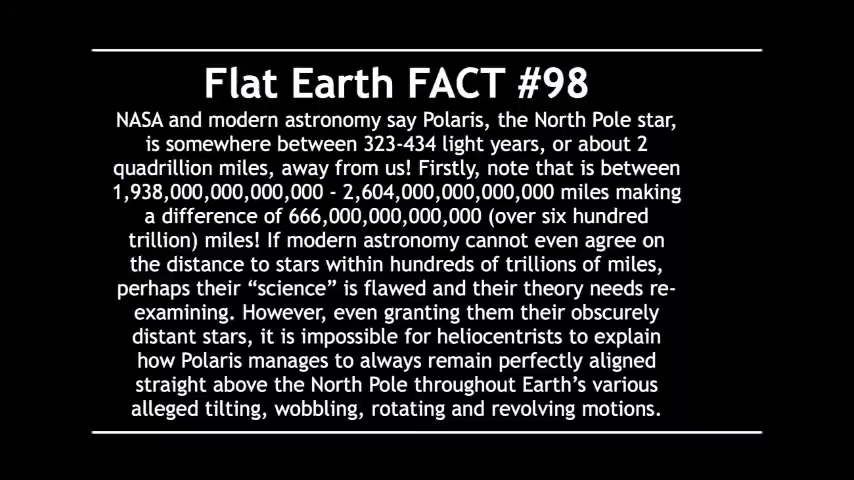 Flat Earth FACT #98
NASA and modern astronomy say Polaris, the North Pole star,
is somewhere between 323-434 light years, or about 2
quadrillion miles, away from us! Firstly, note that is between
1,938,000,000,000,000 - 2,604,000,000,000,000 miles making
a difference of 666,000,000,000,000 (over six hundred
trillion) miles! If modern astronomy cannot even agree on
the distance to stars within hundreds of trillions of miles,
perhaps their “science” is flawed and their theory needs re-
examining. However, even granting them their obscurely
distant stars, it is impossible for heliocentrists to explain
how Polaris manages to always remain perfectly aligned
straight above the North Pole throughout Earth’s various
alleged tilting, wobbling, rotating and revolving motions.